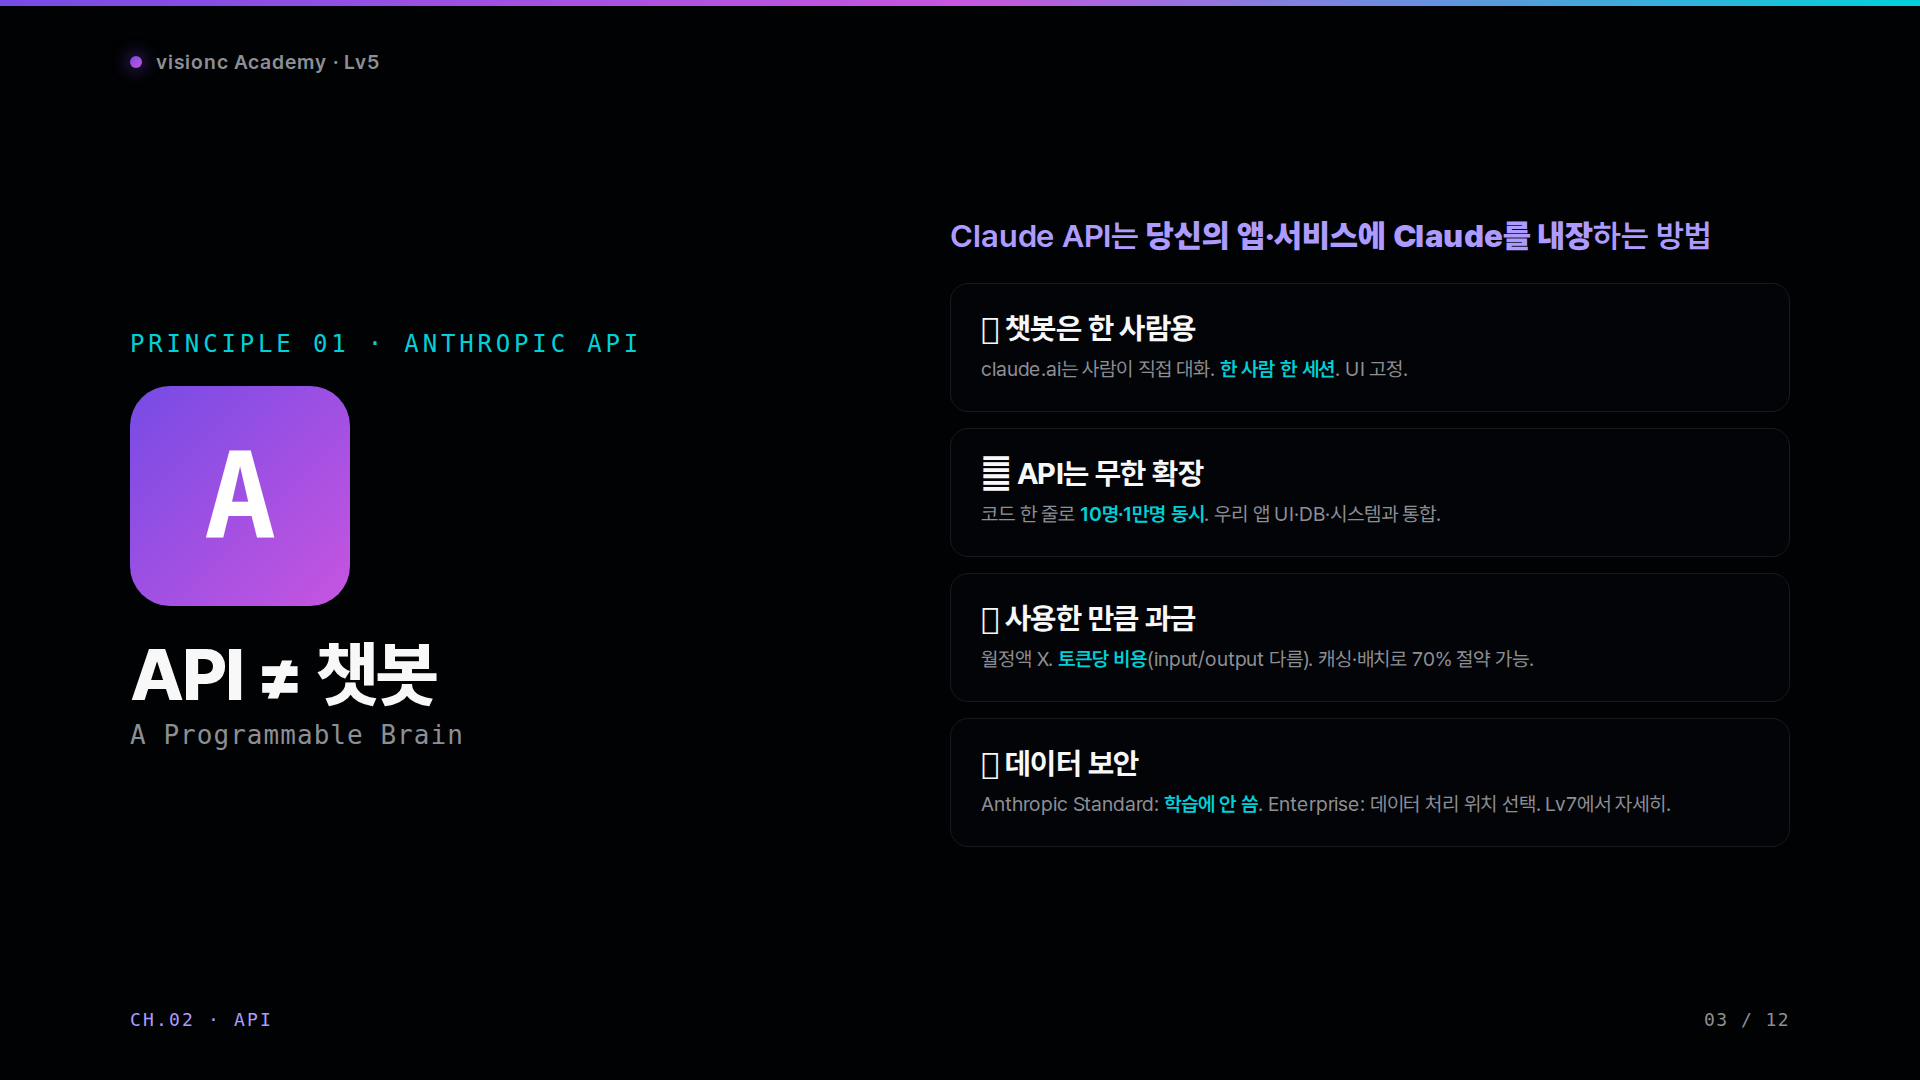 visionc Academy · Lv5
PRINCIPLE 01 · ANTHROPIC API
A
API ≠ 챗봇
A Programmable Brain
Claude API는 당신의 앱·서비스에 Claude를 내장하는 방법
챗봇은 한 사람용
claude.ai는 사람이 직접 대화. 한 사람 한 세션. UI 고정.
API는 무한 확장
코드 한 줄로 10명·1만명 동시. 우리 앱 UI·DB·시스템과 통합.
사용한 만큼 과금
월정액 X. 토큰당 비용(input/output 다름). 캐싱·배치로 70% 절약 가능.
데이터 보안
Anthropic Standard: 학습에 안 씀. Enterprise: 데이터 처리 위치 선택. Lv7에서 자세히.
CH.02 · API
03 / 12